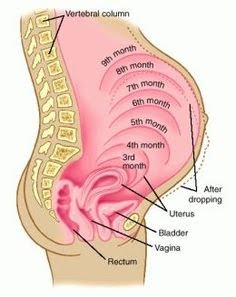 Vertebral column
9th month
8th month
7th month
6th month
5th month
4th month
3rd
month
After
dropping
Uterus
Bladder
Vagina
Rectum